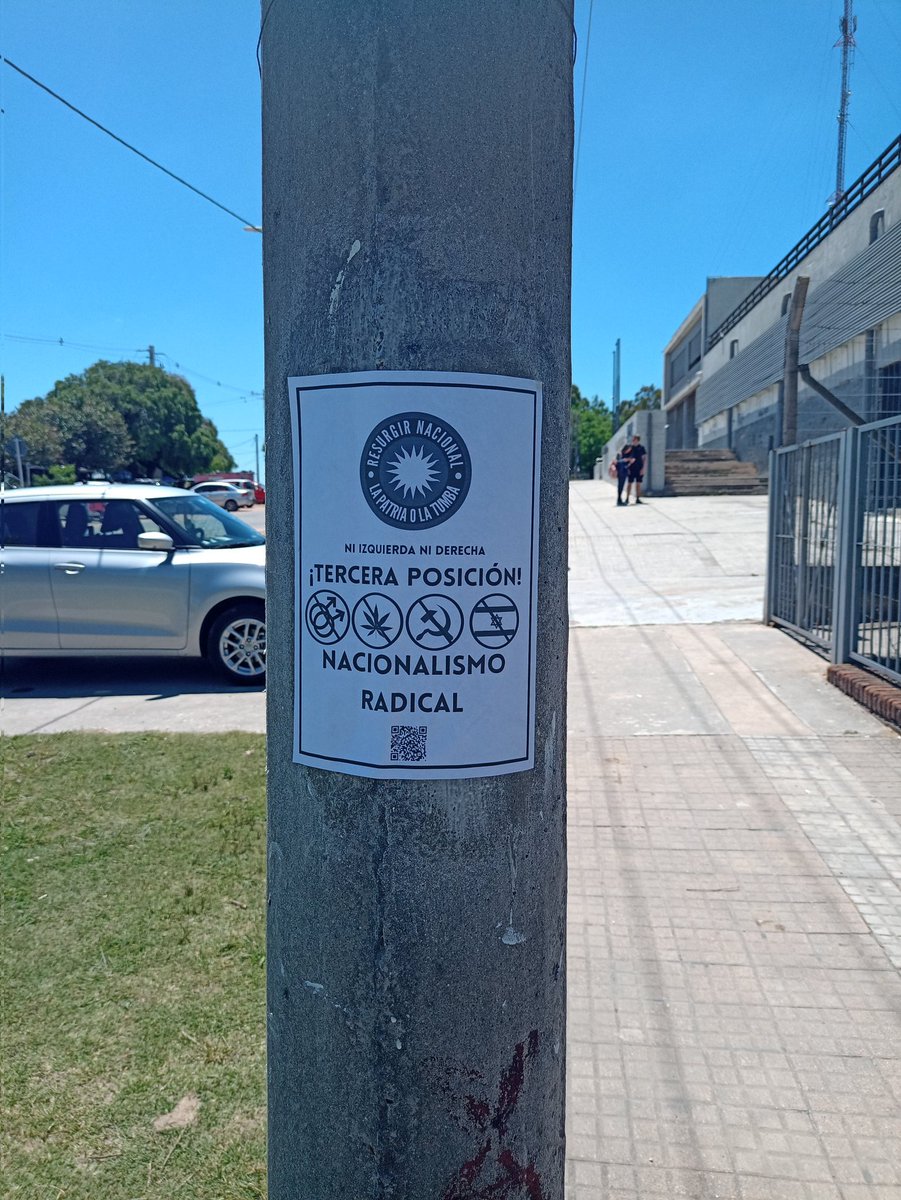 RESURGIR NACIONAL
LA PATRIA O LA TUMBA
NI IZQUIERDA NI DERECHA
¡TERCERA POSICIÓN!
NACIONALISMO
RADICAL